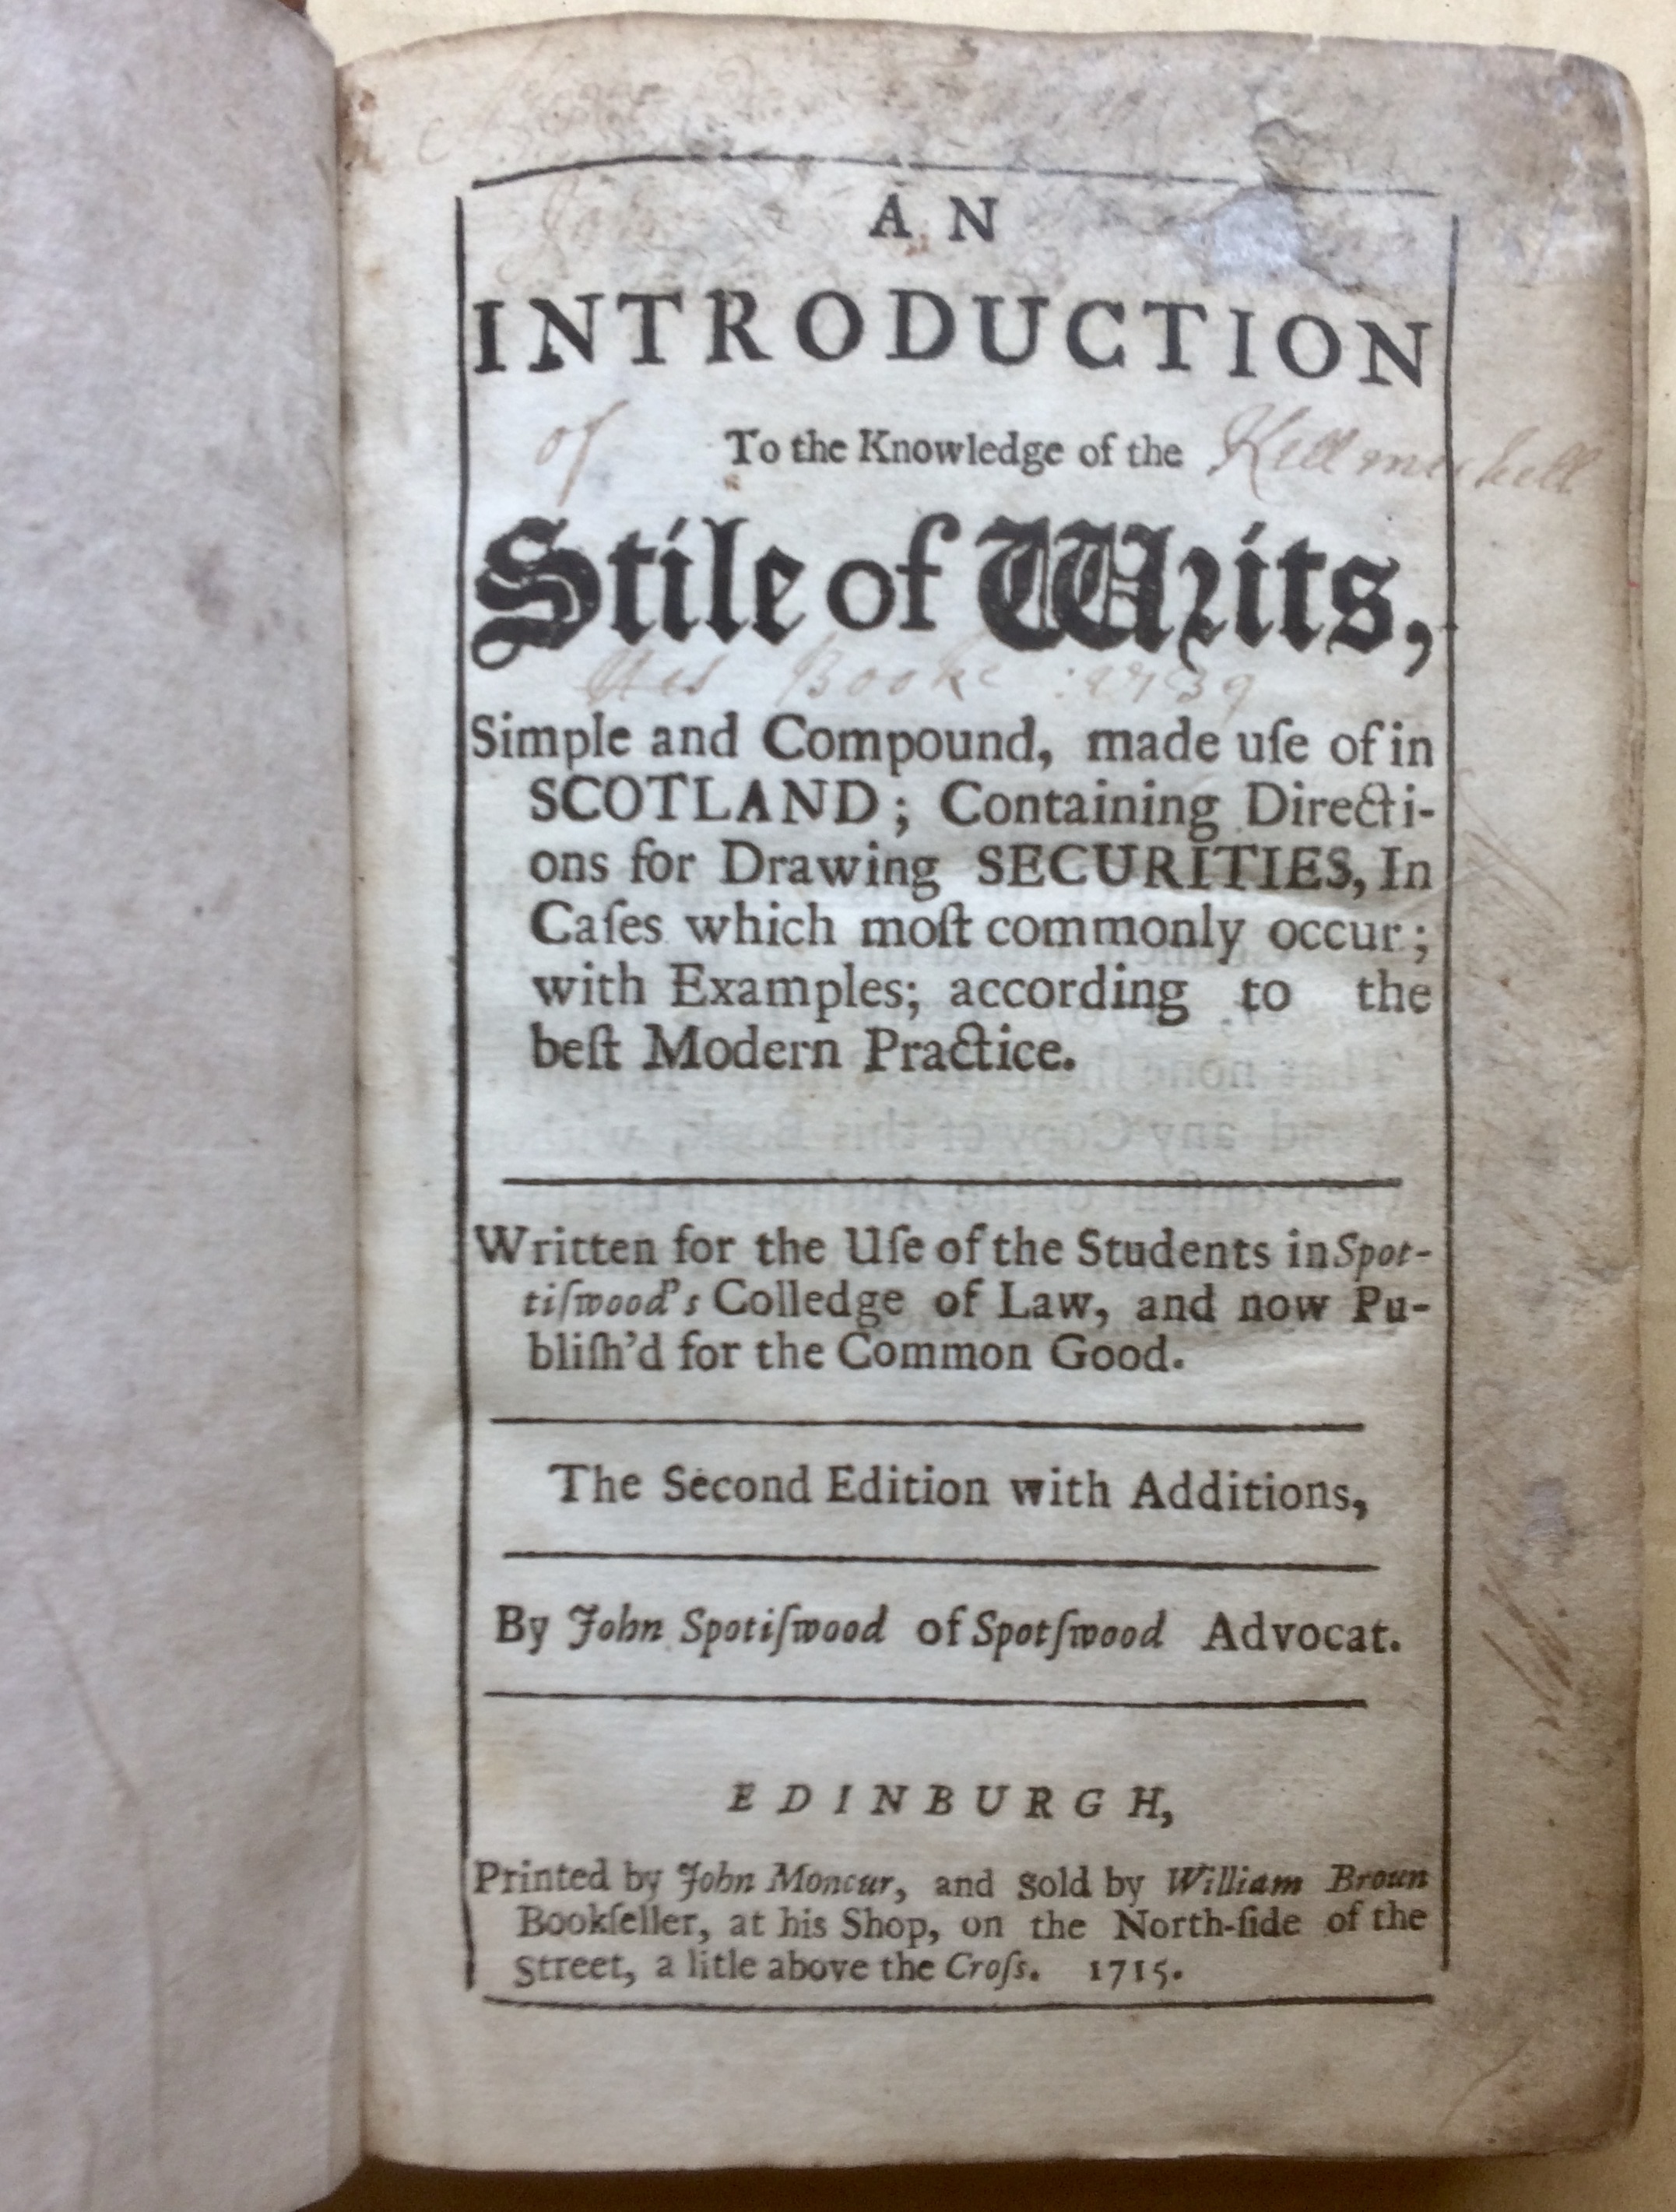 AN
INTRODUCTION
of To the Knowledge of the
Stile of Writs,
His Booke 1739
Simple and Compound, made uſe of in
SCOTLAND; Containing Directi-
ons for Drawing SECURITIES, In
Caſes which moſt commonly occur;
with Examples; according to the
beſt Modern Practice.
Written for the Uſe of the Students in Spot-
tiſwood's Colledge of Law, and now Pu-
bliſh'd for the Common Good.
The Second Edition with Additions,
By John Spotiſwood of Spotſwood Advocat.
EDINBURGH,
Printed by John Moncur, and Sold by William Broun
Bookſeller, at his Shop, on the North-ſide of the
Street, a litle above the Croſs. 1715.